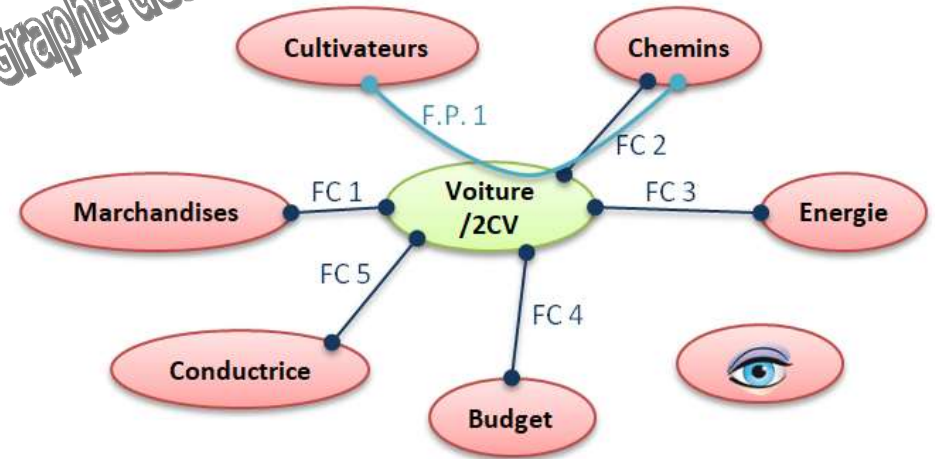 Graphe des
Cultivateurs
Chemins
F.P. 1
FC 2
Marchandises
FC 1
Voiture
/2CV
FC 3
Energie
FC 5
FC 4
Conductrice
Budget